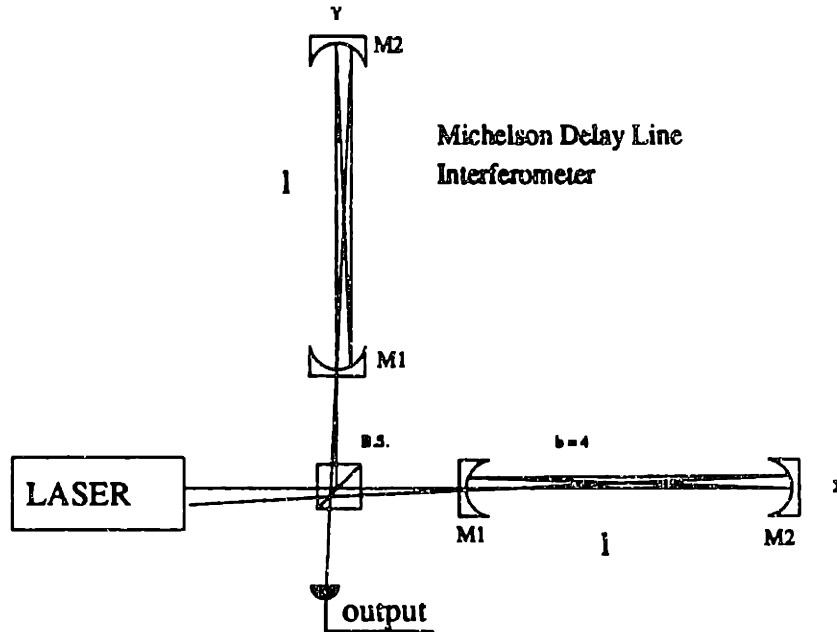 Y
M2
Michelson Delay Line
Interferometer
l
M1
B.S.
b = 4
LASER
M1
l
M2
output